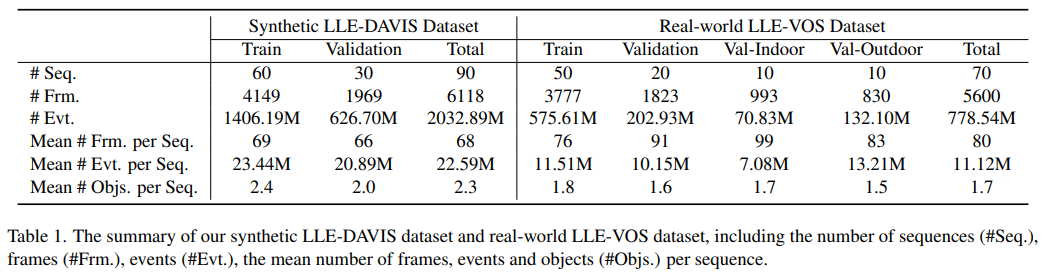 Synthetic LLE-DAVIS Dataset Real-world LLE-VOS Dataset
Train Validation Total Train Validation Val-Indoor Val-Outdoor Total
# Seq. 60 30 90 50 20 10 10 70
# Frm. 4149 1969 6118 3777 1823 993 830 5600
# Evt. 1406.19M 626.70M 2032.89M 575.61M 202.93M 70.83M 132.10M 778.54M
Mean # Frm. per Seq. 69 66 68 76 91 99 83 80
Mean # Evt. per Seq. 23.44M 20.89M 22.59M 11.51M 10.15M 7.08M 13.21M 11.12M
Mean # Objs. per Seq. 2.4 2.0 2.3 1.8 1.6 1.7 1.5 1.7
Table 1. The summary of our synthetic LLE-DAVIS dataset and real-world LLE-VOS dataset, including the number of sequences (#Seq.),
frames (#Frm.), events (#Evt.), the mean number of frames, events and objects (#Objs.) per sequence.